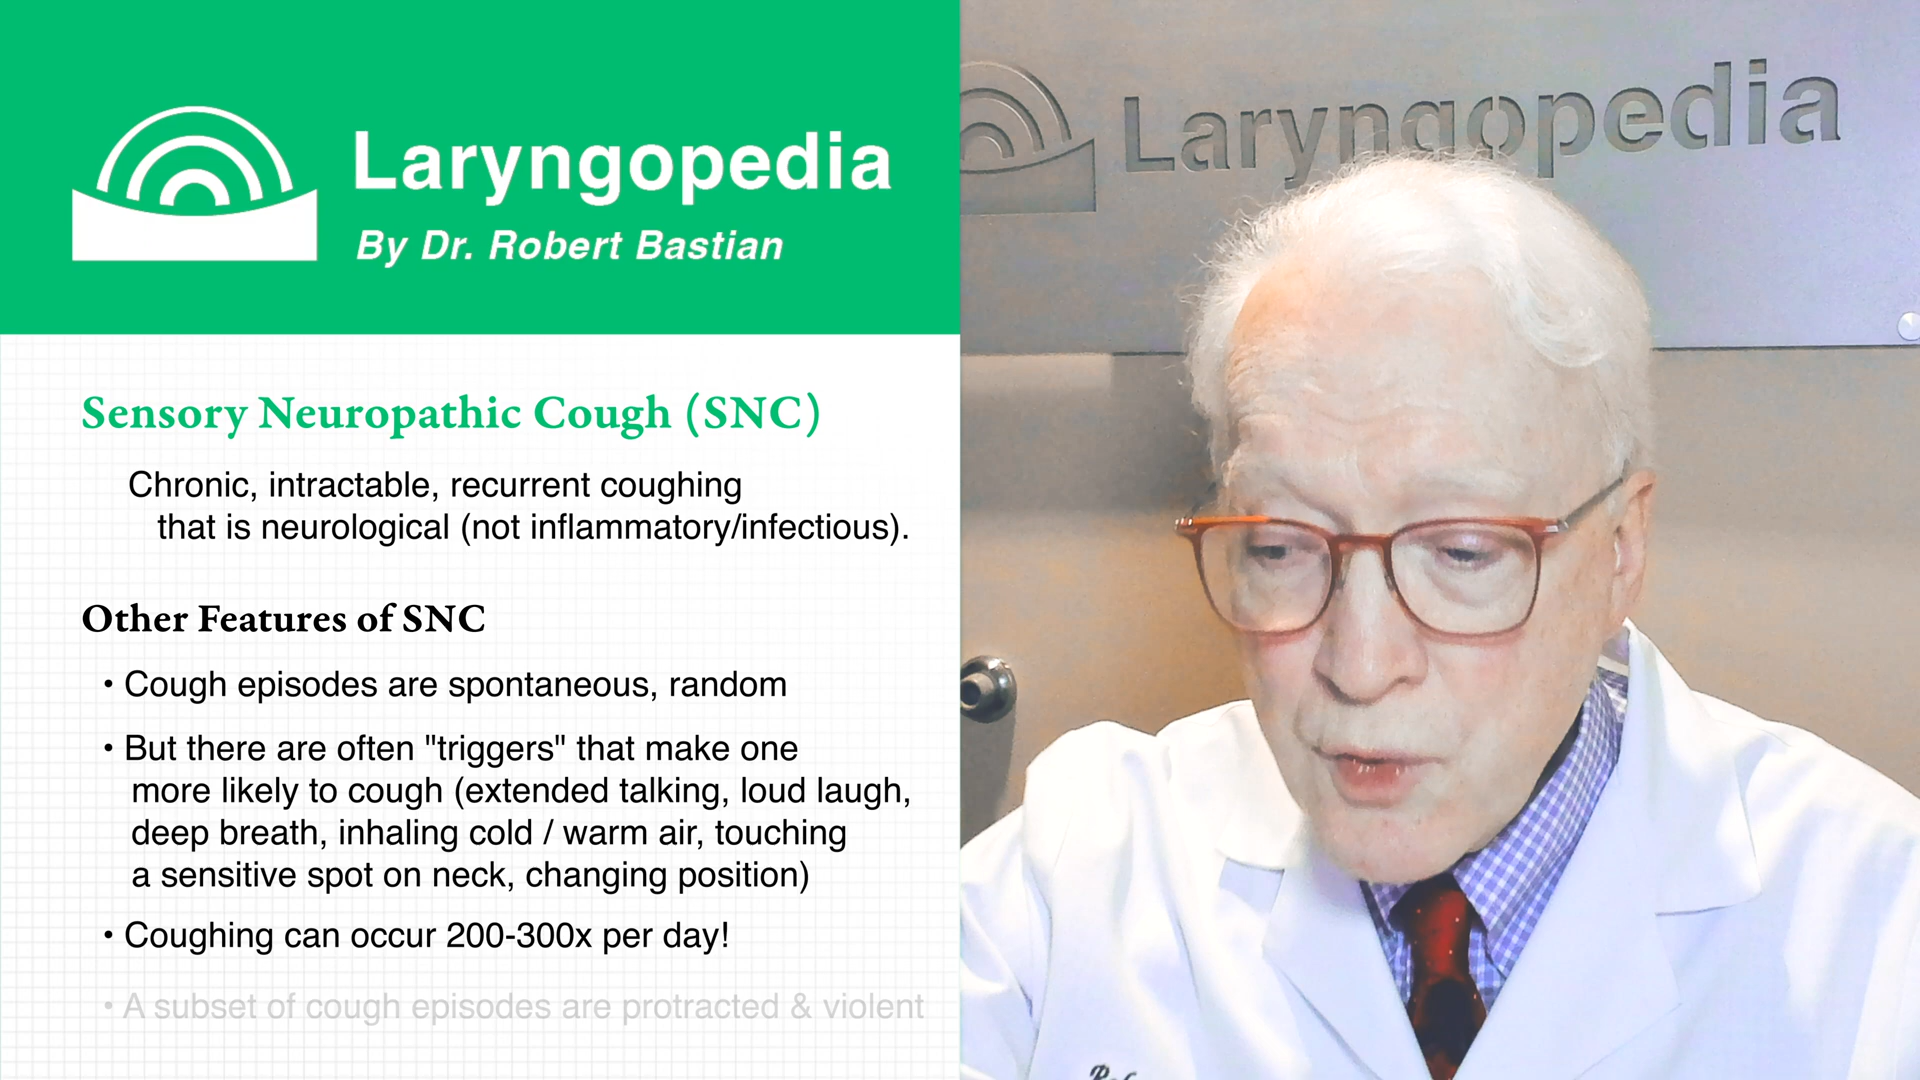 Laryngopedia
By Dr. Robert Bastian
Sensory Neuropathic Cough (SNC)
Chronic, intractable, recurrent coughing
that is neurological (not inflammatory/infectious).
Other Features of SNC
• Cough episodes are spontaneous, random
• But there are often "triggers" that make one
more likely to cough (extended talking, loud laugh,
deep breath, inhaling cold / warm air, touching
a sensitive spot on neck, changing position)
• Coughing can occur 200-300x per day!
• A subset of cough episodes are protracted & violent
Laryngopedia